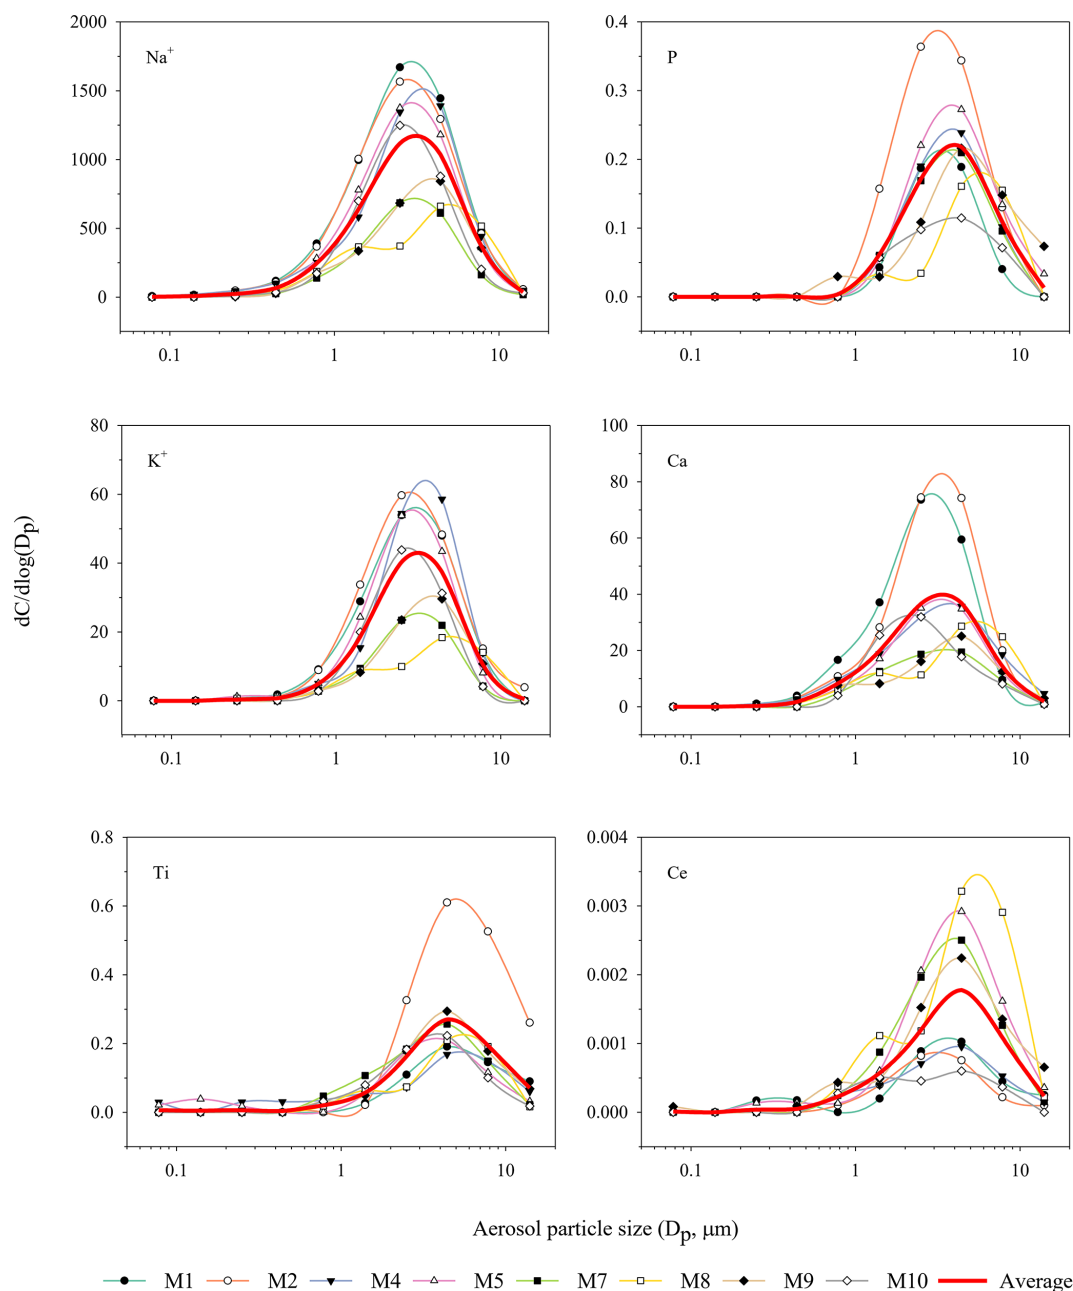 Na+
2000
1500
1000
500
0
0.1 1 10
P
0.4
0.3
0.2
0.1
0.0
0.1 1 10
K+
80
60
40
20
0
0.1 1 10
Ca
100
80
60
40
20
0
0.1 1 10
dC/dlog(Dp)
Ti
0.8
0.6
0.4
0.2
0.0
0.1 1 10
Ce
0.004
0.003
0.002
0.001
0.000
0.1 1 10
Aerosol particle size (Dp, μm)
M1 M2 M4 M5 M7 M8 M9 M10 Average